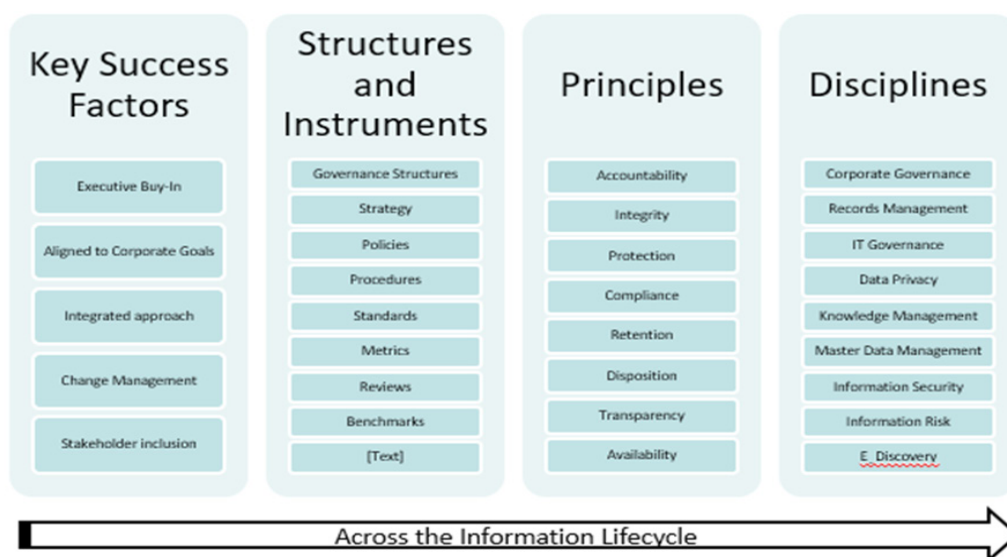 Key Success
Factors
Executive Buy-In
Aligned to Corporate Goals
Integrated approach
Change Management
Stakeholder inclusion
Structures
and
Instruments
Governance Structures
Strategy
Policies
Procedures
Standards
Metrics
Reviews
Benchmarks
[Text]
Principles
Accountability
Integrity
Protection
Compliance
Retention
Disposition
Transparency
Availability
Disciplines
Corporate Governance
Records Management
IT Governance
Data Privacy
Knowledge Management
Master Data Management
Information Security
Information Risk
E_Discovery
Across the Information Lifecycle